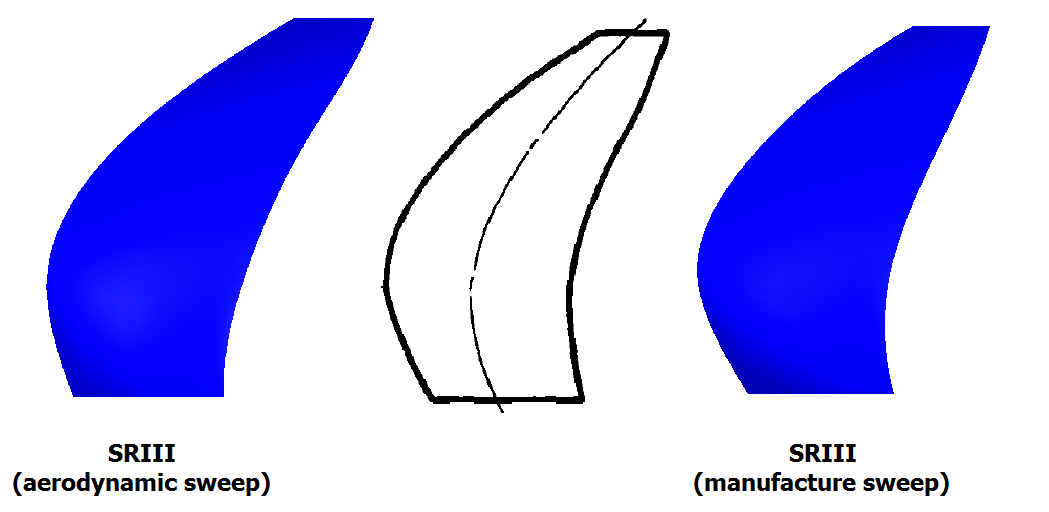 SRIII
(aerodynamic sweep)
SRIII
(manufacture sweep)